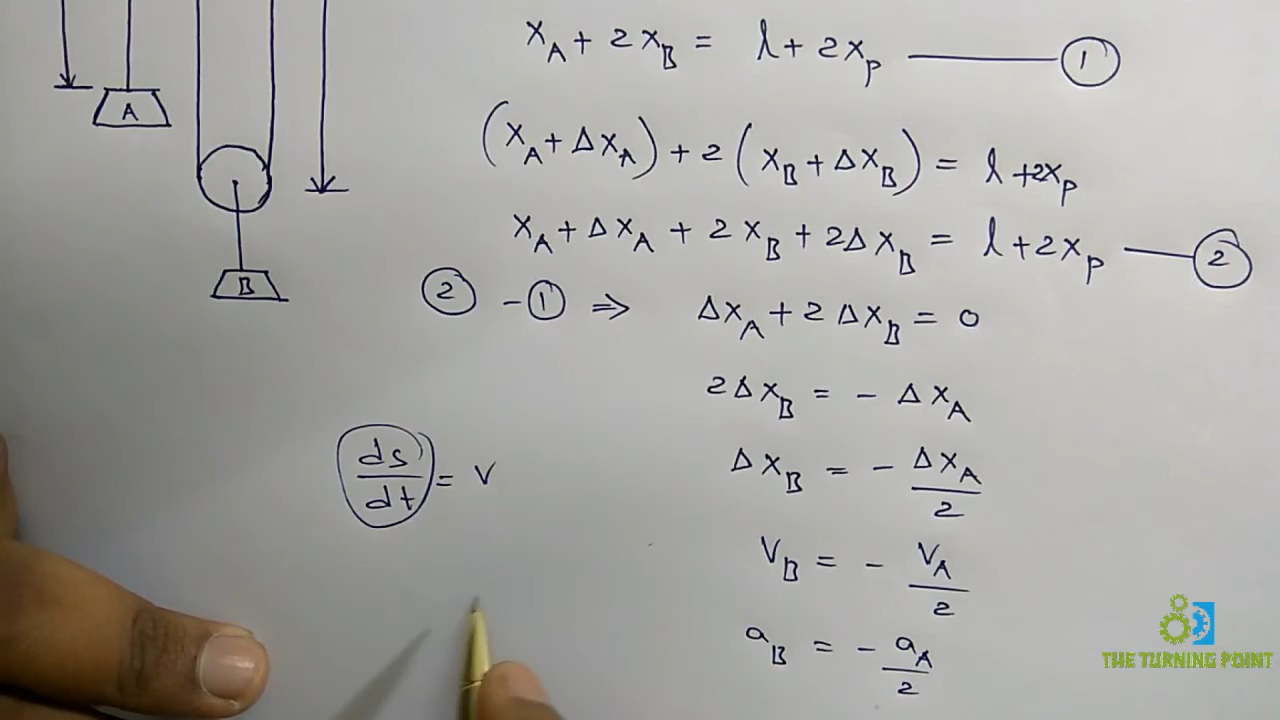 x_A + 2x_B = l + 2x_p ——— ①
A
(x_A + Δx_A) + 2(x_B + Δx_B) = l + 2x_p
x_A + Δx_A + 2x_B + 2Δx_B = l + 2x_p — ②
B
② - ① ⇒ Δx_A + 2Δx_B = 0
2Δx_B = - Δx_A
ds/dt = v
Δx_B = - Δx_A/2
V_B = - V_A/2
a_B = - a_A/2
THE TURNING POINT